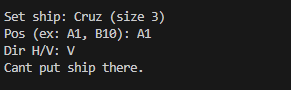 Set ship: Cruz (size 3)
Pos (ex: A1, B10): A1
Dir H/V: V
Cant put ship there.